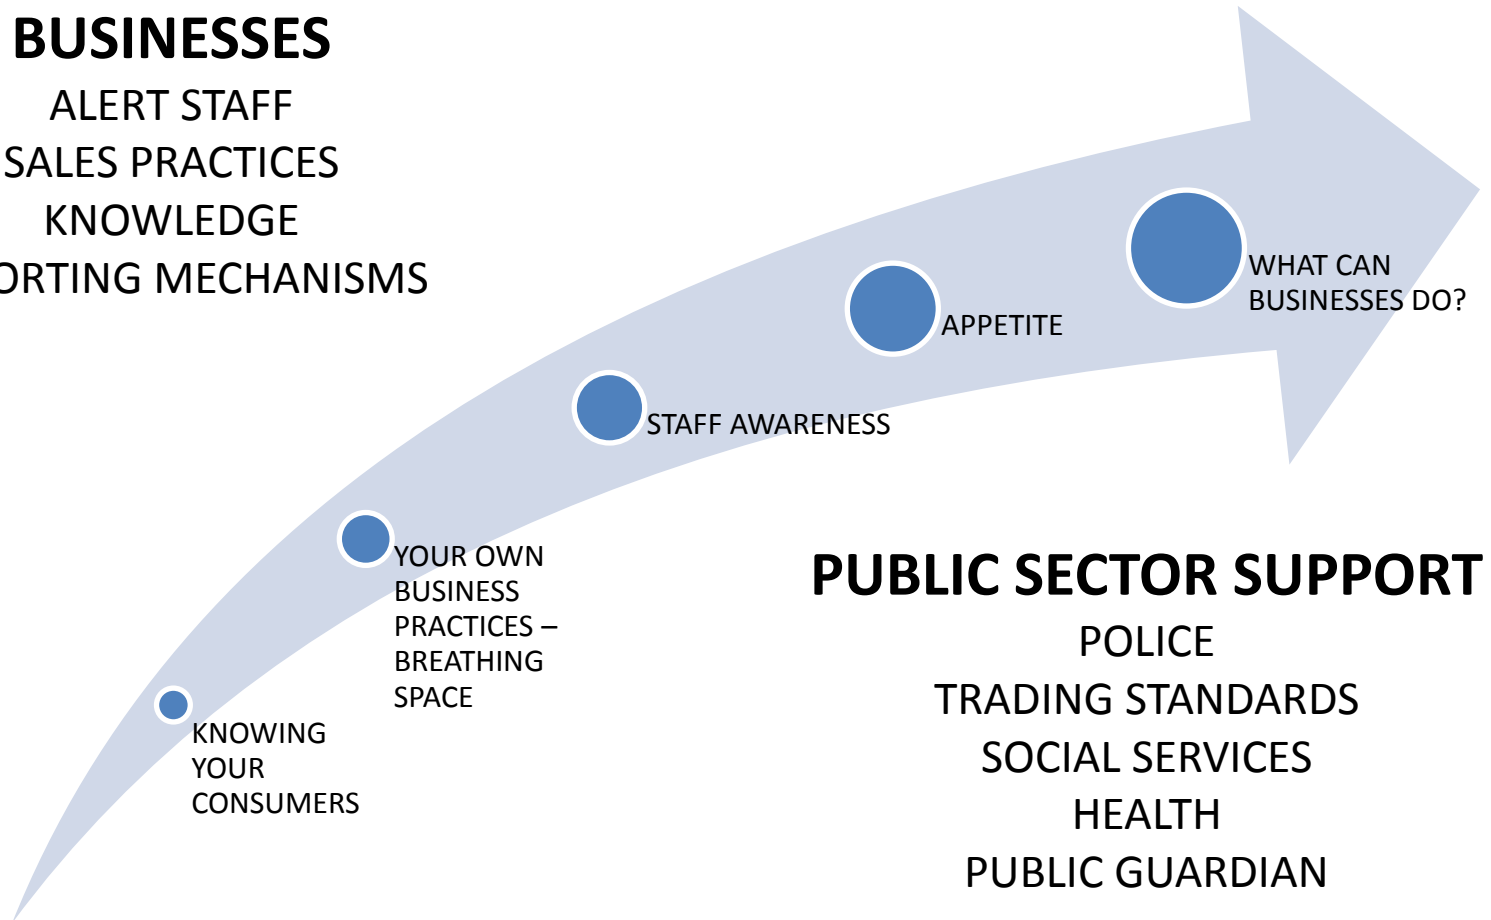 BUSINESSES
ALERT STAFF
SALES PRACTICES
KNOWLEDGE
ORTING MECHANISMS
WHAT CAN
BUSINESSES DO?
APPETITE
STAFF AWARENESS
YOUR OWN
BUSINESS
PRACTICES –
BREATHING
SPACE
KNOWING
YOUR
CONSUMERS
PUBLIC SECTOR SUPPORT
POLICE
TRADING STANDARDS
SOCIAL SERVICES
HEALTH
PUBLIC GUARDIAN